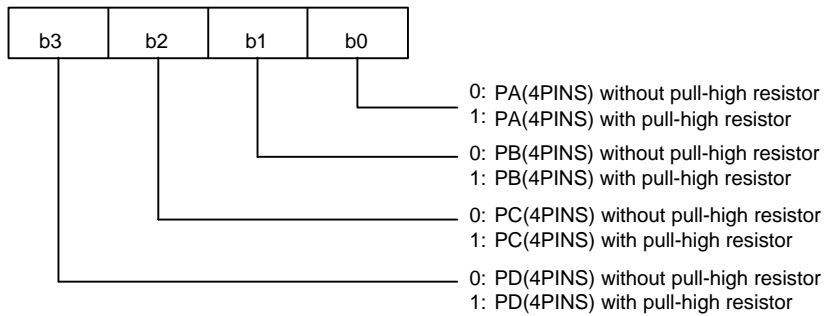 b3 b2 b1 b0
0: PA(4PINS) without pull-high resistor
1: PA(4PINS) with pull-high resistor
0: PB(4PINS) without pull-high resistor
1: PB(4PINS) with pull-high resistor
0: PC(4PINS) without pull-high resistor
1: PC(4PINS) with pull-high resistor
0: PD(4PINS) without pull-high resistor
1: PD(4PINS) with pull-high resistor